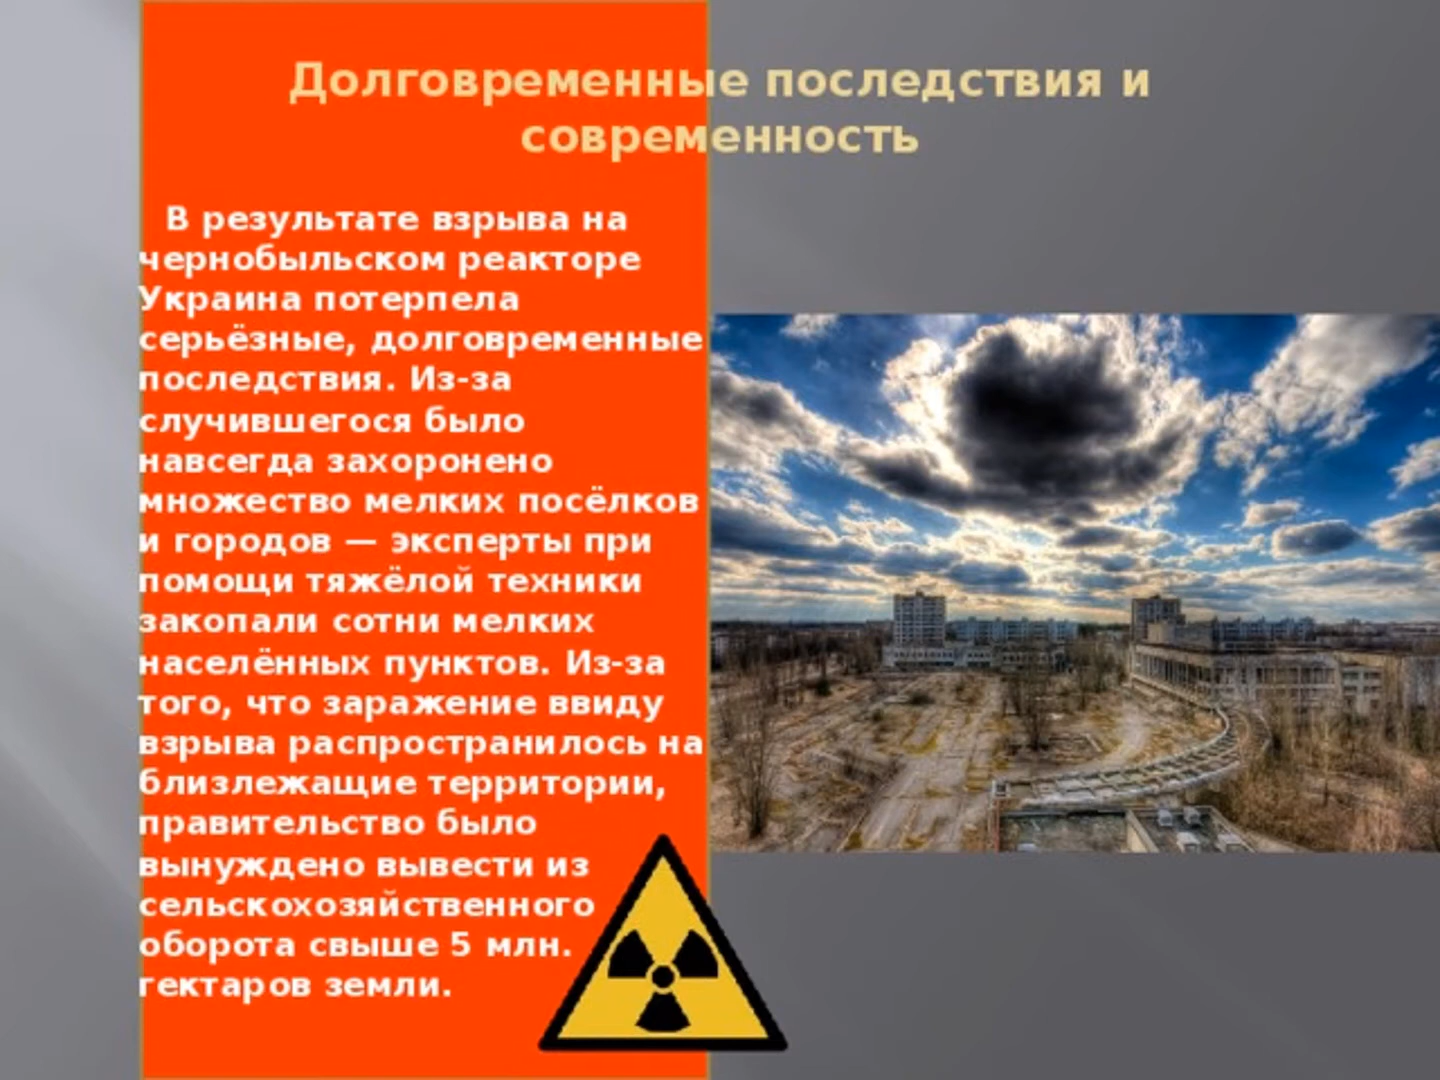 Долговременные последствия и
современность
В результате взрыва на
чернобыльском реакторе
Украина потерпела
серьёзные, долговременные
последствия. Из-за
случившегося было
навсегда захоронено
множество мелких посёлков
и городов — эксперты при
помощи тяжёлой техники
закопали сотни мелких
населённых пунктов. Из-за
того, что заражение ввиду
взрыва распространилось на
близлежащие территории,
правительство было
вынуждено вывести из
сельскохозяйственного
оборота свыше 5 млн.
гектаров земли.